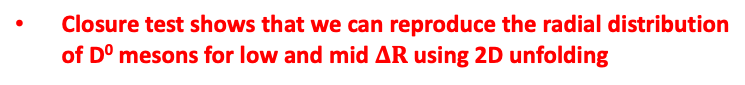 • Closure test shows that we can reproduce the radial distribution
of D⁰ mesons for low and mid ΔR using 2D unfolding